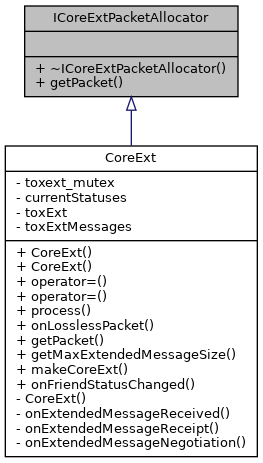 ICoreExtPacketAllocator
+ ~ICoreExtPacketAllocator()
+ getPacket()
CoreExt
- toxext_mutex
- currentStatuses
- toxExt
- toxExtMessages
+ CoreExt()
+ CoreExt()
+ operator=()
+ operator=()
+ process()
+ onLosslessPacket()
+ getPacket()
+ getMaxExtendedMessageSize()
+ makeCoreExt()
+ onFriendStatusChanged()
- CoreExt()
- onExtendedMessageReceived()
- onExtendedMessageReceipt()
- onExtendedMessageNegotiation()